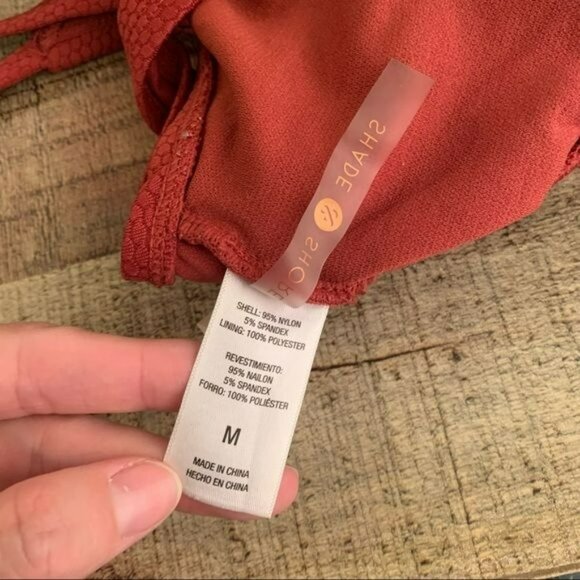 SHADE & SHORE
SHELL: 95% NYLON
5% SPANDEX
LINING: 100% POLYESTER
REVESTIMIENTO:
95% NAILON
5% SPANDEX
FORRO: 100% POLIÉSTER
M
MADE IN CHINA
HECHO EN CHINA